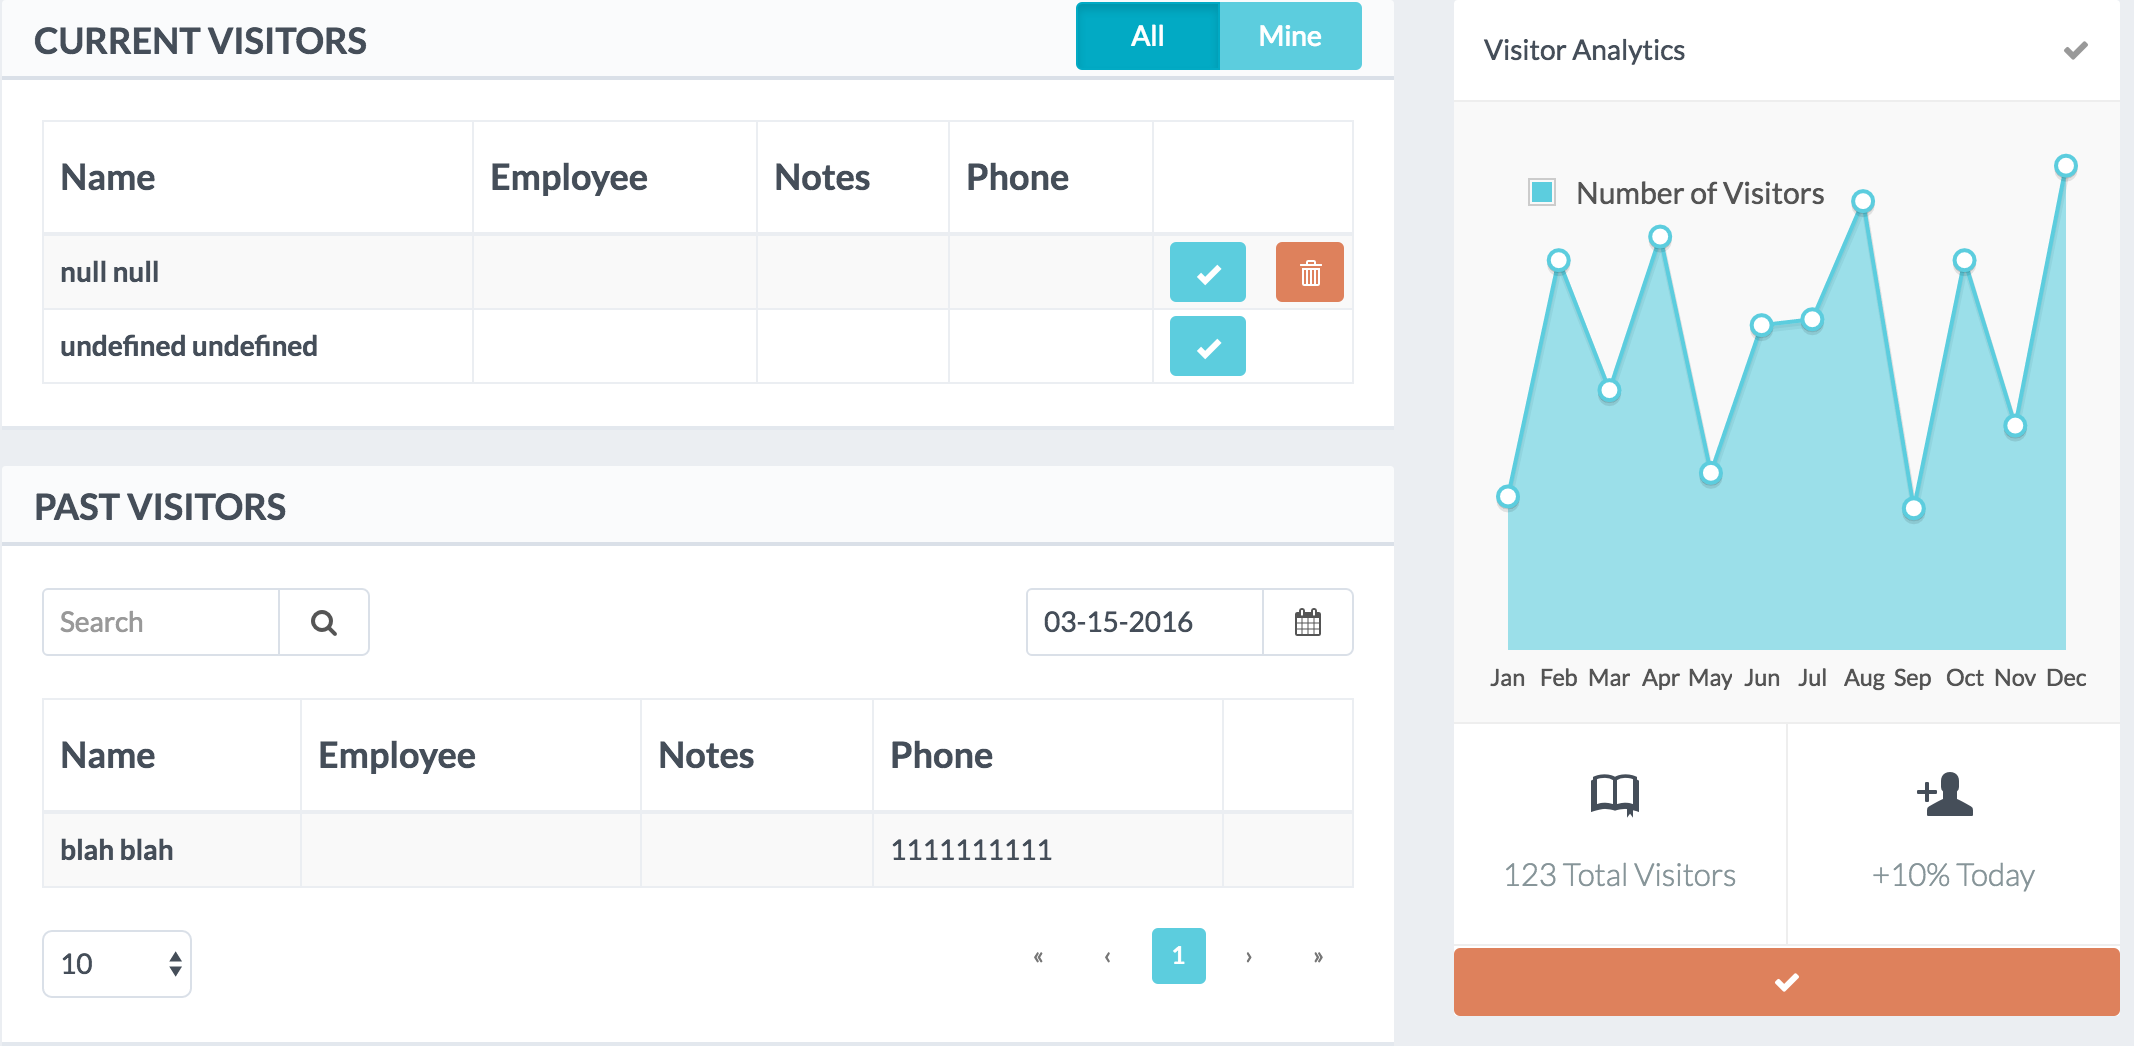 CURRENT VISITORS
All Mine
Name Employee Notes Phone
null null
undefined undefined
PAST VISITORS
Search
03-15-2016
Name Employee Notes Phone
blah blah 1111111111
10
« ‹ 1 › »
Visitor Analytics
Number of Visitors
Jan Feb Mar Apr May Jun Jul Aug Sep Oct Nov Dec
123 Total Visitors
+10% Today